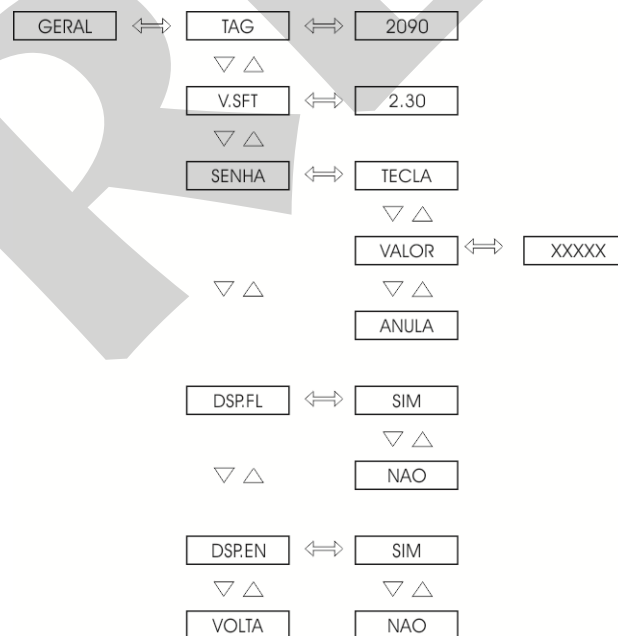 GERAL TAG 2090
V.SFT 2.30
SENHA TECLA
VALOR XXXXX
ANULA
DSP.FL SIM
NAO
DSP.EN SIM
VOLTA NAO